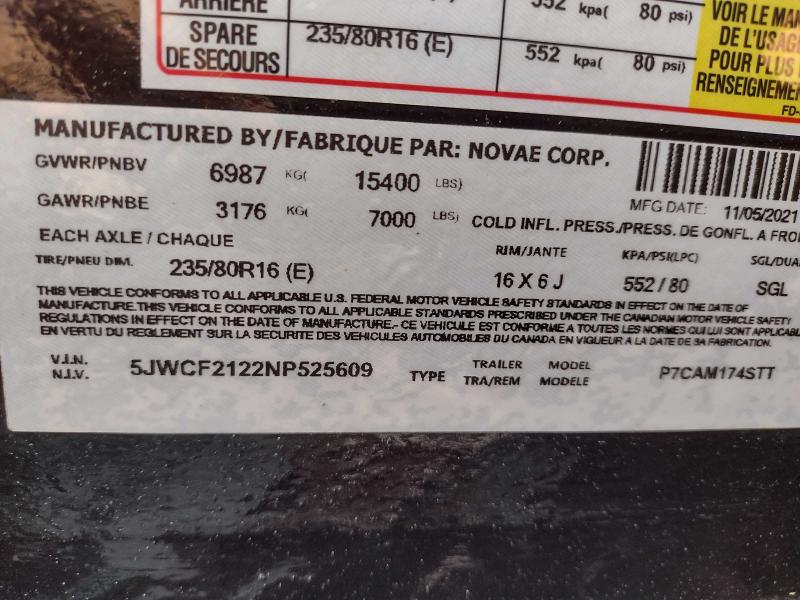 ARRIÈRE 552 kpa( 80 psi)
SPARE
DE SECOURS 235/80R16 (E) 552 kpa( 80 psi)
VOIR LE
DE L'USAG
POUR PLUS
RENSEIGNEME
FD-
MANUFACTURED BY/FABRIQUE PAR: NOVAE CORP.
GVWR/PNBV 6987 KG( 15400 LBS)
MFG DATE: 11/05/2021
GAWR/PNBE 3176 KG( 7000 LBS) COLD INFL. PRESS./PRESS. DE GONFL. A FROI
EACH AXLE / CHAQUE RIM/JANTE KPA/PSI(LPC) SGL/DUA
TIRE/PNEU DIM. 235/80R16 (E) 16 X 6 J 552 / 80 SGL
THIS VEHICLE CONFORMS TO ALL APPLICABLE U.S. FEDERAL MOTOR VEHICLE SAFETY STANDARDS IN EFFECT ON THE DATE OF
MANUFACTURE. THIS VEHICLE CONFORMS TO ALL APPLICABLE STANDARDS PRESCRIBED UNDER THE CANADIAN MOTOR VEHICLE SAFETY
REGULATIONS IN EFFECT ON THE DATE OF MANUFACTURE.- CE VEHICULE EST CONFORME A TOUTES LES NORMES QUI LUI SONT APPLICABL
EN VERTU DU REGLEMENT SUR LA SECURITE DES VEHICULES AUTOMOBILES DU CANADA EN VIGUEUR A LA DATE DE SA FABRICATION.
V.I.N.
N.I.V. 5JWCF2122NP525609 TYPE TRAILER
TRA/REM MODEL
MODELE P7CAM174STT